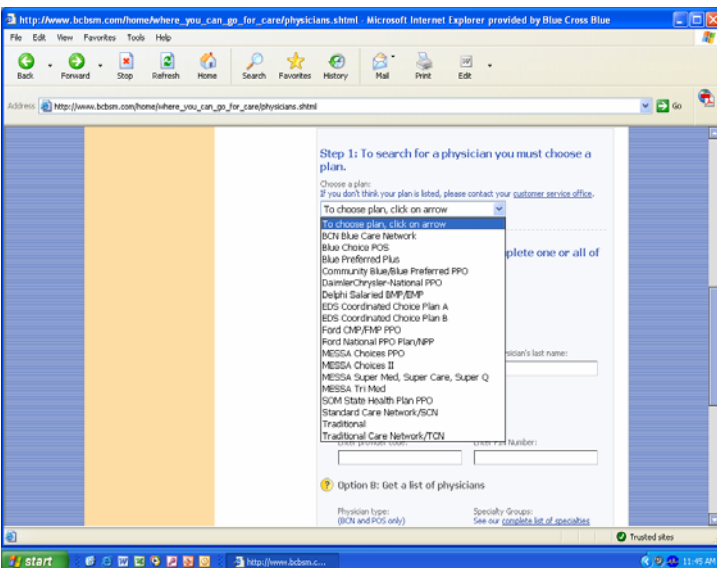 http://www.bcbsm.com/home/where_you_can_go_for_care/physicians.shtml - Microsoft Internet Explorer provided by Blue Cross Blue
File Edit View Favorites Tools Help
Back Forward Stop Refresh Home Search Favorites History Mail Print Edit
Address http://www.bcbsm.com/home/where_you_can_go_for_care/physicians.shtml Go
Step 1: To search for a physician you must choose a
plan.
Choose a plan:
If you don't think your plan is listed, please contact your customer service office.
To choose plan, click on arrow
To choose plan, click on arrow
BCN Blue Care Network
Blue Choice POS
Blue Preferred Plus
plete one or all of
Community Blue/Blue Preferred PPO
DaimlerChrysler-National PPO
Delphi Salaried BMP/EMP
EDS Coordinated Choice Plan A
EDS Coordinated Choice Plan B
Ford CMP/FMP PPO
Ford National PPO Plan/NPP
MESSA Choices PPO
sician's last name:
MESSA Choices II
MESSA Super Med, Super Care, Super Q
MESSA Tri Med
SOM State Health Plan PPO
Standard Care Network/SCN
Traditional
Traditional Care Network/TCN
Enter provider code: Enter Number:
Option B: Get a list of physicians
Physician type: Specialty Groups:
(BCN and POS only) See our complete list of specialties
Trusted sites
start http://www.bcbsm.c... 11:45 AM